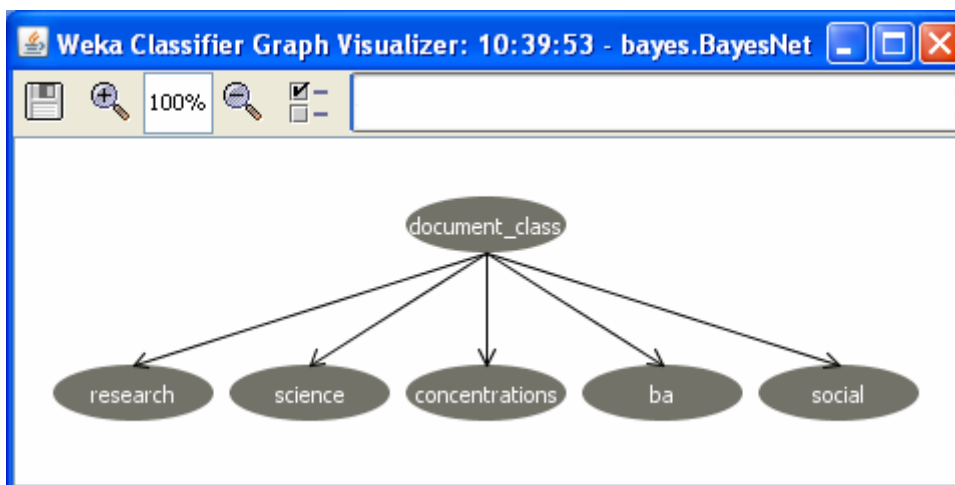 Weka Classifier Graph Visualizer: 10:39:53 - bayes.BayesNet
100%
document_class
research science concentrations ba social